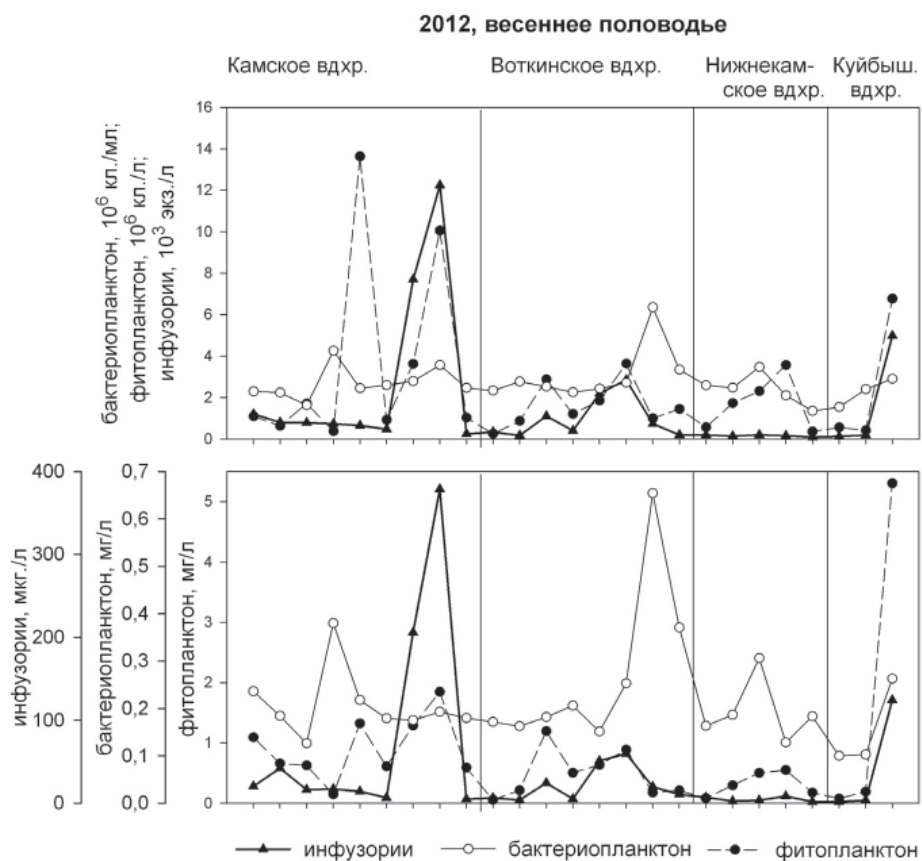 2012, весеннее половодье
Камское вдхр.
Воткинское вдхр.
Нижнекам-
ское вдхр.
Куйбыш.
вдхр.
бактериопланктон, 10⁶ кл./мл;
фитопланктон, 10⁶ кл./л;
инфузории, 10³ экз./л
16
14
12
10
8
6
4
2
0
инфузории, мкг./л
400
300
200
100
0
бактериопланктон, мг/л
0,7
0,6
0,5
0,4
0,3
0,2
0,1
0,0
фитопланктон, мг/л
5
4
3
2
1
0
инфузории
бактериопланктон
фитопланктон